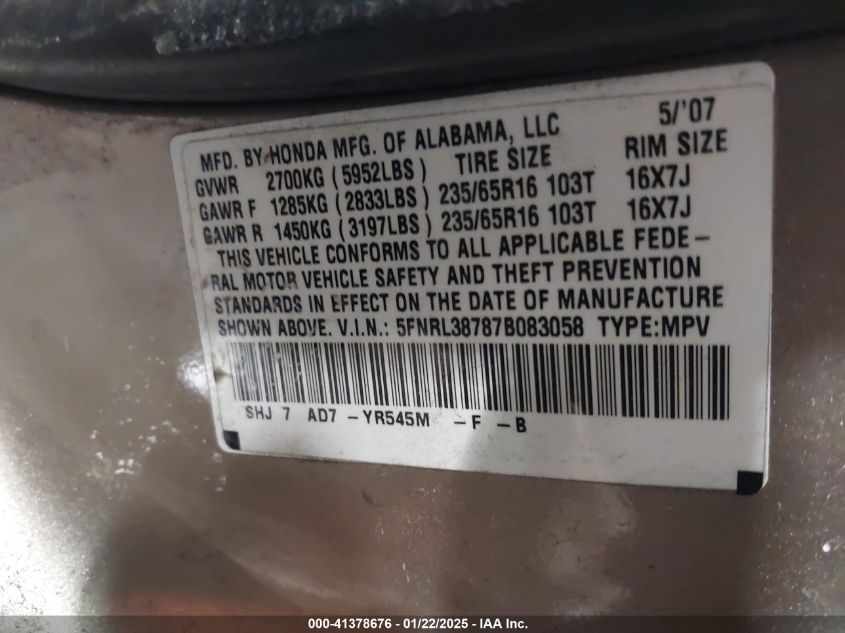 5/'07
MFD. BY HONDA MFG. OF ALABAMA, LLC
GVWR 2700KG (5952LBS) TIRE SIZE RIM SIZE
GAWR F 1285KG (2833LBS) 235/65R16 103T 16X7J
GAWR R 1450KG (3197LBS) 235/65R16 103T 16X7J
THIS VEHICLE CONFORMS TO ALL APPLICABLE FEDE-
RAL MOTOR VEHICLE SAFETY AND THEFT PREVENTION
STANDARDS IN EFFECT ON THE DATE OF MANUFACTURE
SHOWN ABOVE. V.I.N.: 5FNRL38787B083058 TYPE:MPV
SHJ 7 AD7 -YR545M -F -B
000-41378676 - 01/22/2025 - IAA Inc.